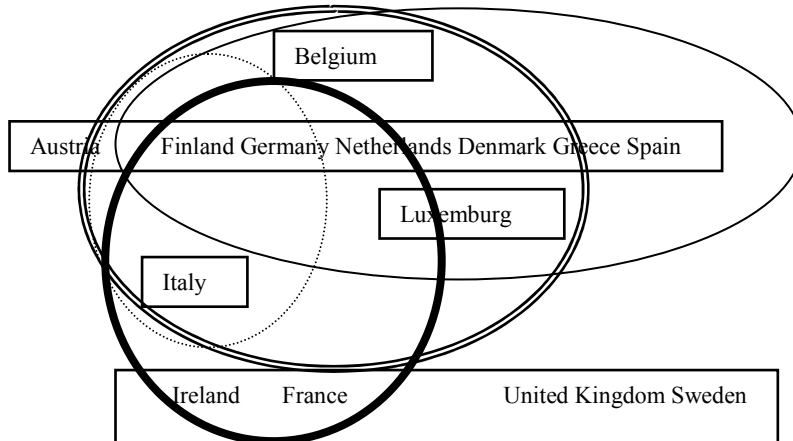 Belgium
Austria Finland Germany Netherlands Denmark Greece Spain
Luxemburg
Italy
Ireland France United Kingdom Sweden